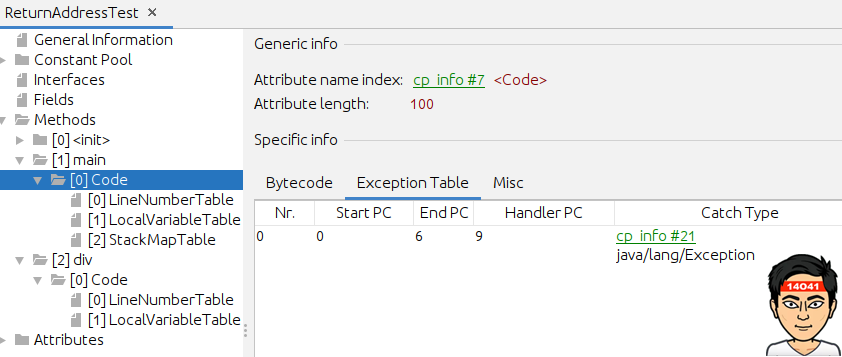 ReturnAddressTest ×
General Information
Constant Pool
Interfaces
Fields
Methods
[0] <init>
[1] main
[0] Code
[0] LineNumberTable
[1] LocalVariableTable
[2] StackMapTable
[2] div
[0] Code
[0] LineNumberTable
[1] LocalVariableTable
Attributes
Generic info
Attribute name index: cp_info #7 <Code>
Attribute length: 100
Specific info
Bytecode Exception Table Misc
Nr. Start PC End PC Handler PC Catch Type
0 0 6 9 cp_info #21
java/lang/Exception
14041